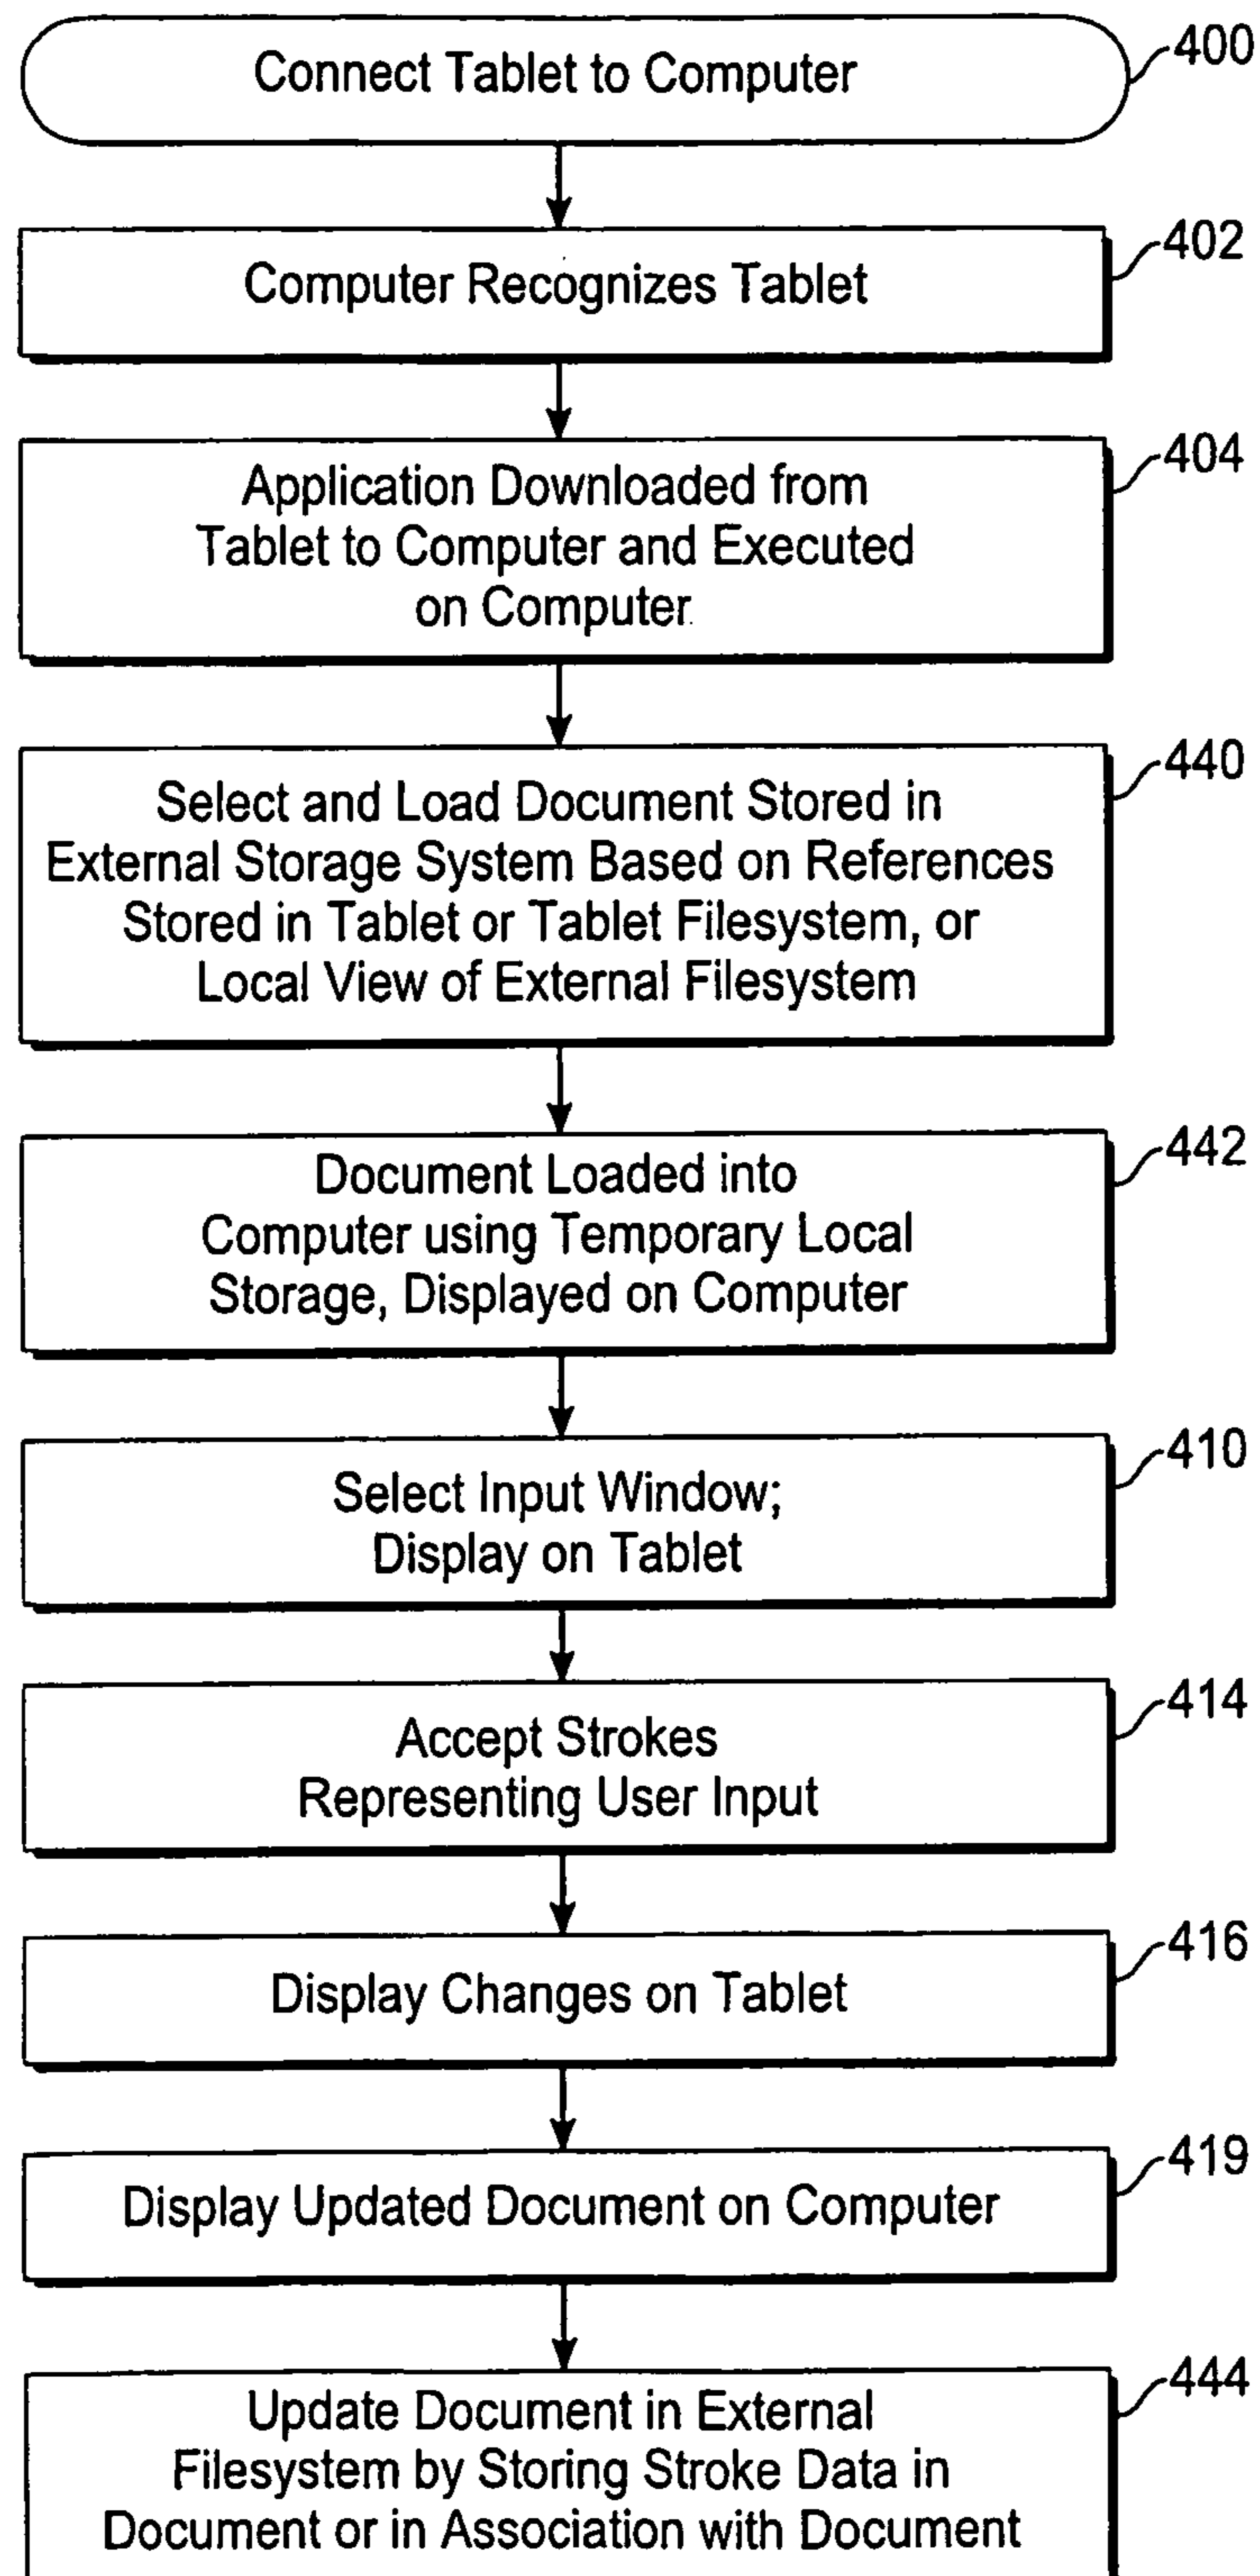 Connect Tablet to Computer
400
Computer Recognizes Tablet
402
Application Downloaded from
Tablet to Computer and Executed
on Computer
404
Select and Load Document Stored in
External Storage System Based on References
Stored in Tablet or Tablet Filesystem, or
Local View of External Filesystem
440
Document Loaded into
Computer using Temporary Local
Storage, Displayed on Computer
442
Select Input Window;
Display on Tablet
410
Accept Strokes
Representing User Input
414
Display Changes on Tablet
416
Display Updated Document on Computer
419
Update Document in External
Filesystem by Storing Stroke Data in
Document or in Association with Document
444